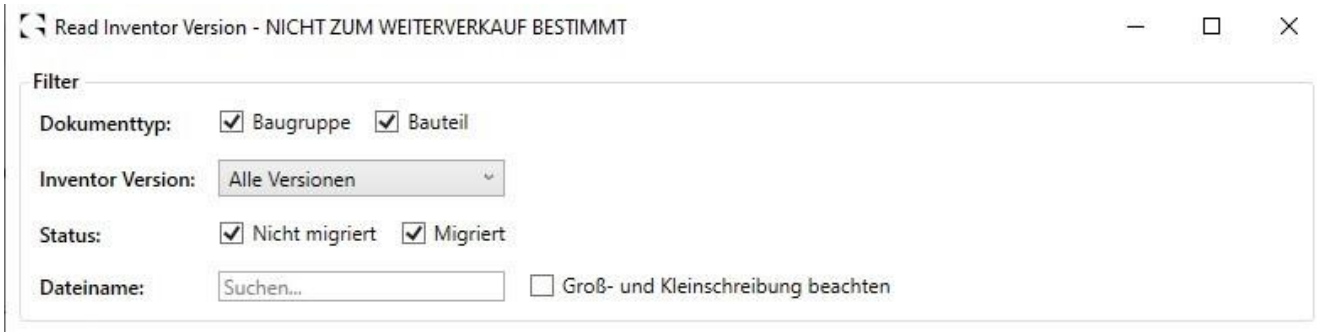 Read Inventor Version - NICHT ZUM WEITERVERKAUF BESTIMMT
Filter
Dokumenttyp: Baugruppe Bauteil
Inventor Version: Alle Versionen
Status: Nicht migriert Migriert
Dateiname: Suchen... Groß- und Kleinschreibung beachten